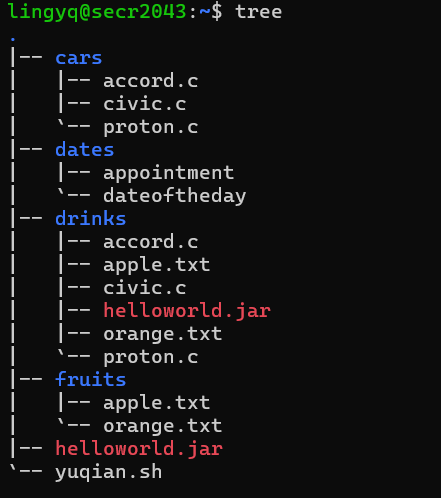 lingyq@secr2043:~$ tree
.
|-- cars
|   |-- accord.c
|   |-- civic.c
|   `-- proton.c
|-- dates
|   |-- appointment
|   `-- dateoftheday
|-- drinks
|   |-- accord.c
|   |-- apple.txt
|   |-- civic.c
|   |-- helloworld.jar
|   |-- orange.txt
|   `-- proton.c
|-- fruits
|   |-- apple.txt
|   `-- orange.txt
|-- helloworld.jar
`-- yuqian.sh